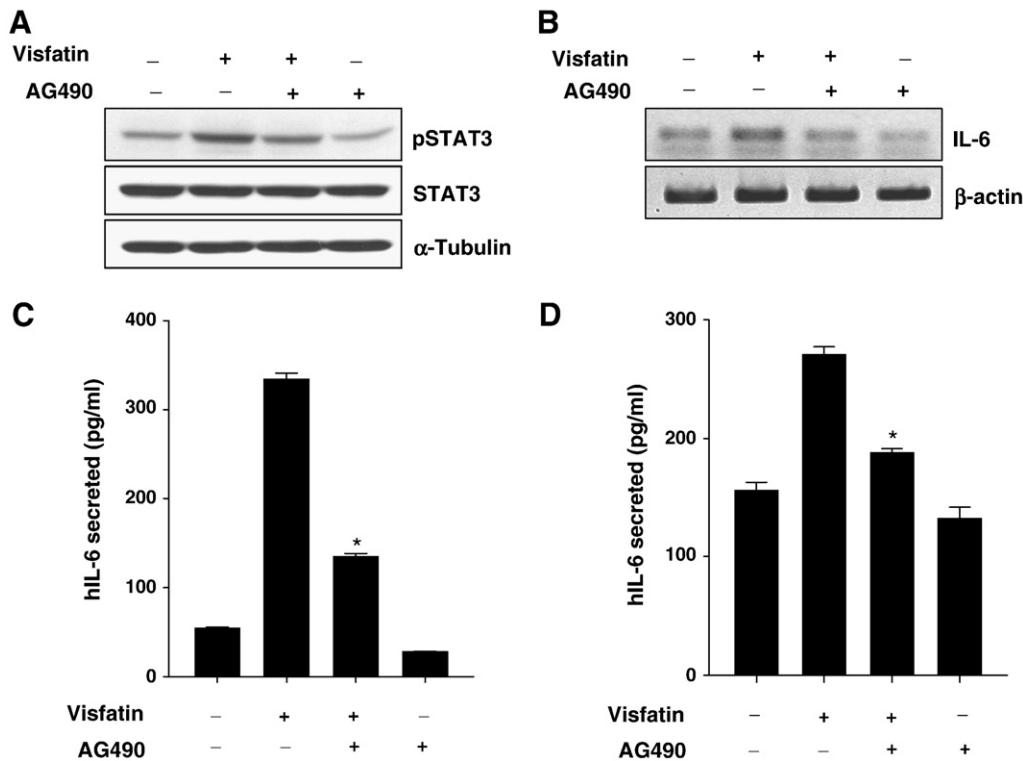 A
Visfatin − + + −
AG490 − − + +
pSTAT3
STAT3
α-Tubulin
B
Visfatin − + + −
AG490 − − + +
IL-6
β-actin
C
hIL-6 secreted (pg/ml)
400
300
200
100
0
*
Visfatin − + + −
AG490 − − + +
D
hIL-6 secreted (pg/ml)
300
200
100
0
*
Visfatin − + + −
AG490 − − + +